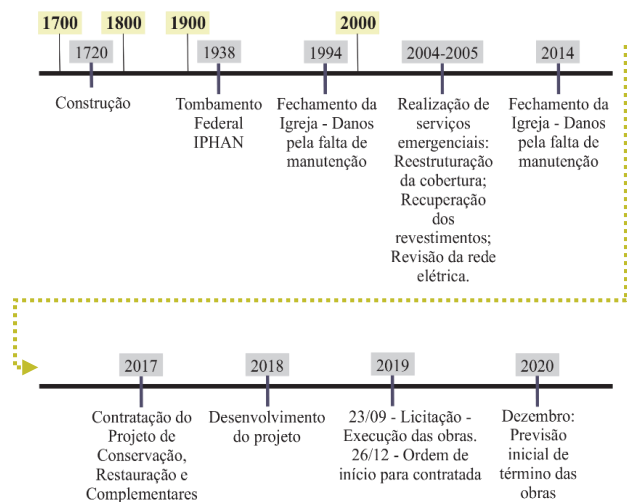 1700
1800
1900
2000
1720
1938
1994
2004-2005
2014
Construção
Tombamento
Federal
IPHAN
Fechamento da
Igreja - Danos
pela falta de
manutenção
Realização de
serviços
emergenciais:
Reestruturação
da cobertura;
Recuperação
dos
revestimentos;
Revisão da rede
elétrica.
Fechamento da
Igreja - Danos
pela falta de
manutenção
2017
2018
2019
2020
Contratação do
Projeto de
Conservação,
Restauração e
Complementares
Desenvolvimento
do projeto
23/09 - Licitação -
Execução das obras.
26/12 - Ordem de
início para contratada
Dezembro:
Previsão
inicial de
término das
obras